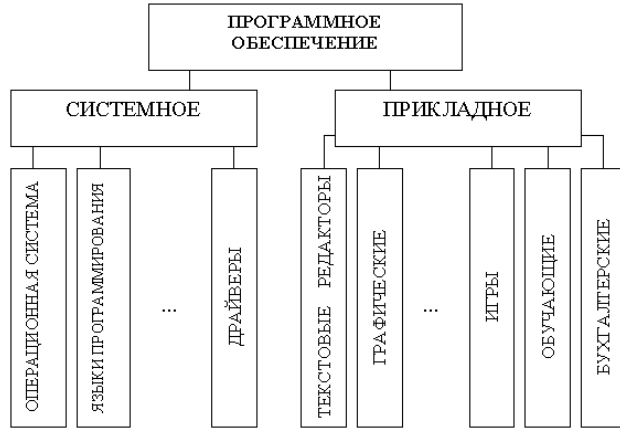 ПРОГРАММНОЕ
ОБЕСПЕЧЕНИЕ
СИСТЕМНОЕ
ПРИКЛАДНОЕ
ОПЕРАЦИОННАЯ СИСТЕМА
ЯЗЫКИ ПРОГРАММИРОВАНИЯ
...
ДРАЙВЕРЫ
ТЕКСТОВЫЕ РЕДАКТОРЫ
ГРАФИЧЕСКИЕ
...
ИГРЫ
ОБУЧАЮЩИЕ
БУХГАЛТЕРСКИЕ